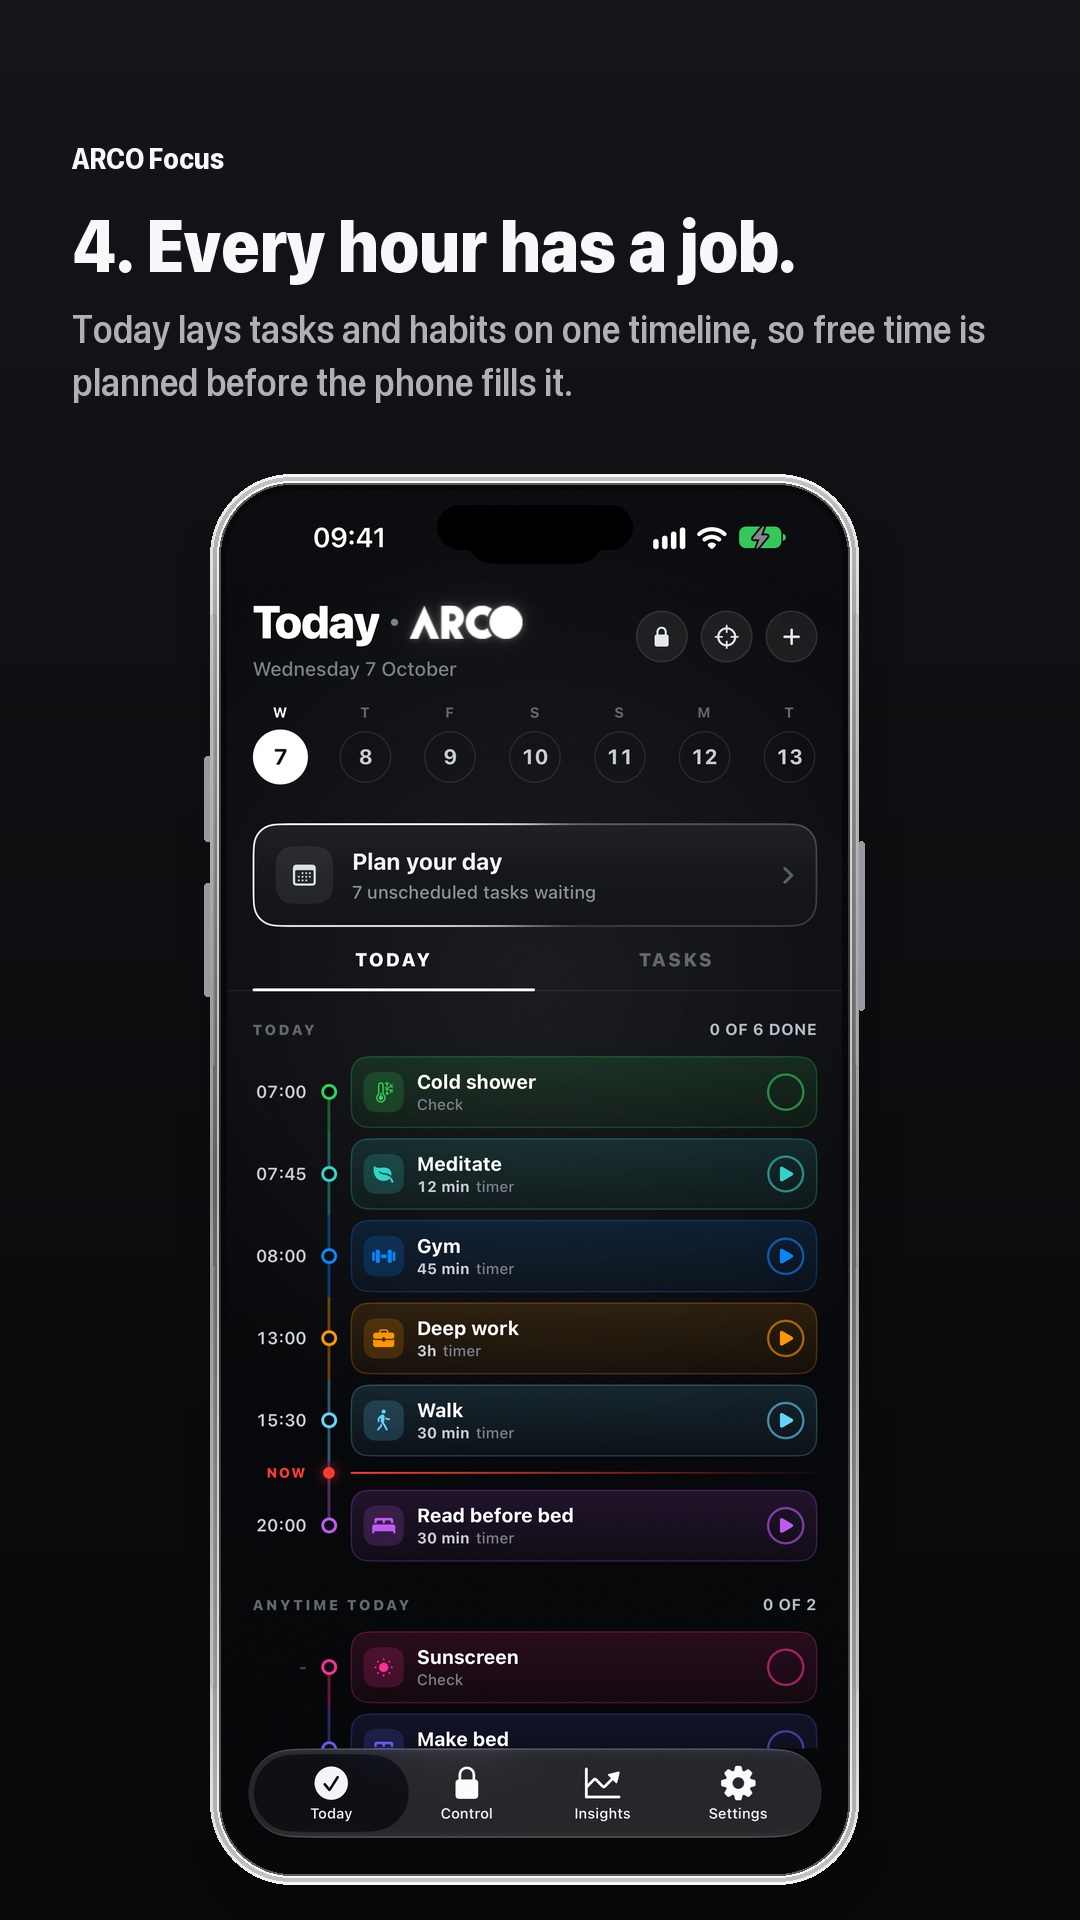 ARCO Focus
4. Every hour has a job.
Today lays tasks and habits on one timeline, so free time is
planned before the phone fills it.
09:41
Today · ARCO
Wednesday 7 October
W T F S S M T
7 8 9 10 11 12 13
Plan your day
7 unscheduled tasks waiting
TODAY TASKS
TODAY 0 OF 6 DONE
07:00 Cold shower
Check
07:45 Meditate
12 min timer
08:00 Gym
45 min timer
13:00 Deep work
3h timer
15:30 Walk
30 min timer
NOW
20:00 Read before bed
30 min timer
ANYTIME TODAY 0 OF 2
- Sunscreen
Check
Make bed
Today Control Insights Settings